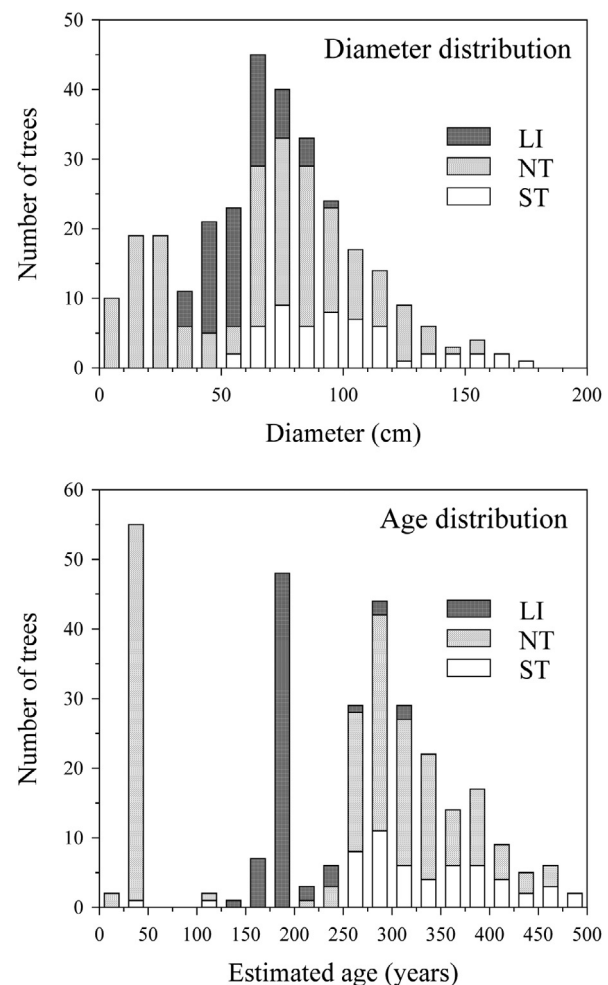 Diameter distribution
50
40
30
20
10
0
Number of trees
LI
NT
ST
0 50 100 150 200
Diameter (cm)
Age distribution
60
50
40
30
20
10
0
Number of trees
LI
NT
ST
0 50 100 150 200 250 300 350 400 450 500
Estimated age (years)